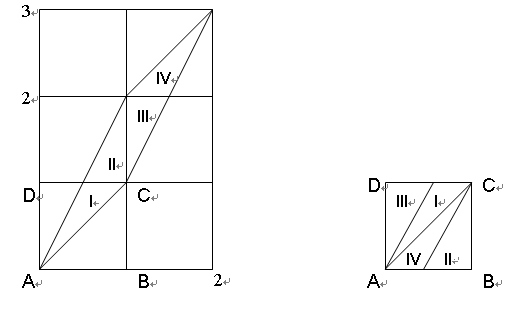 3↵
IV↵
2↵
III↵
II↵
D↵ I↵ C↵
A↵ B↵ 2↵
D↵ III↵ I↵ C↵
IV↵ II↵
A↵ B↵